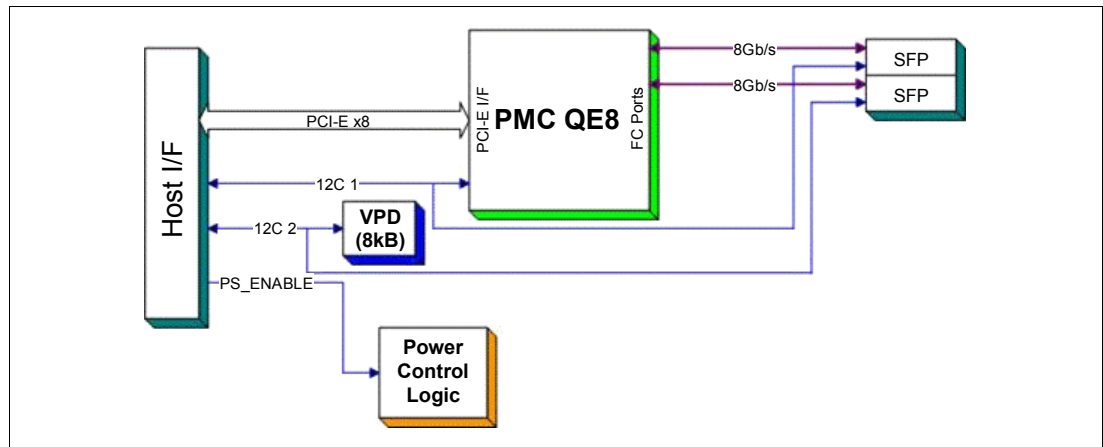 8Gb/s
SFP
8Gb/s
SFP
Host I/F
PCI-E x8
PCI-E I/F
PMC QE8
FC Ports
12C 1
12C 2
VPD
(8kB)
PS_ENABLE
Power
Control
Logic